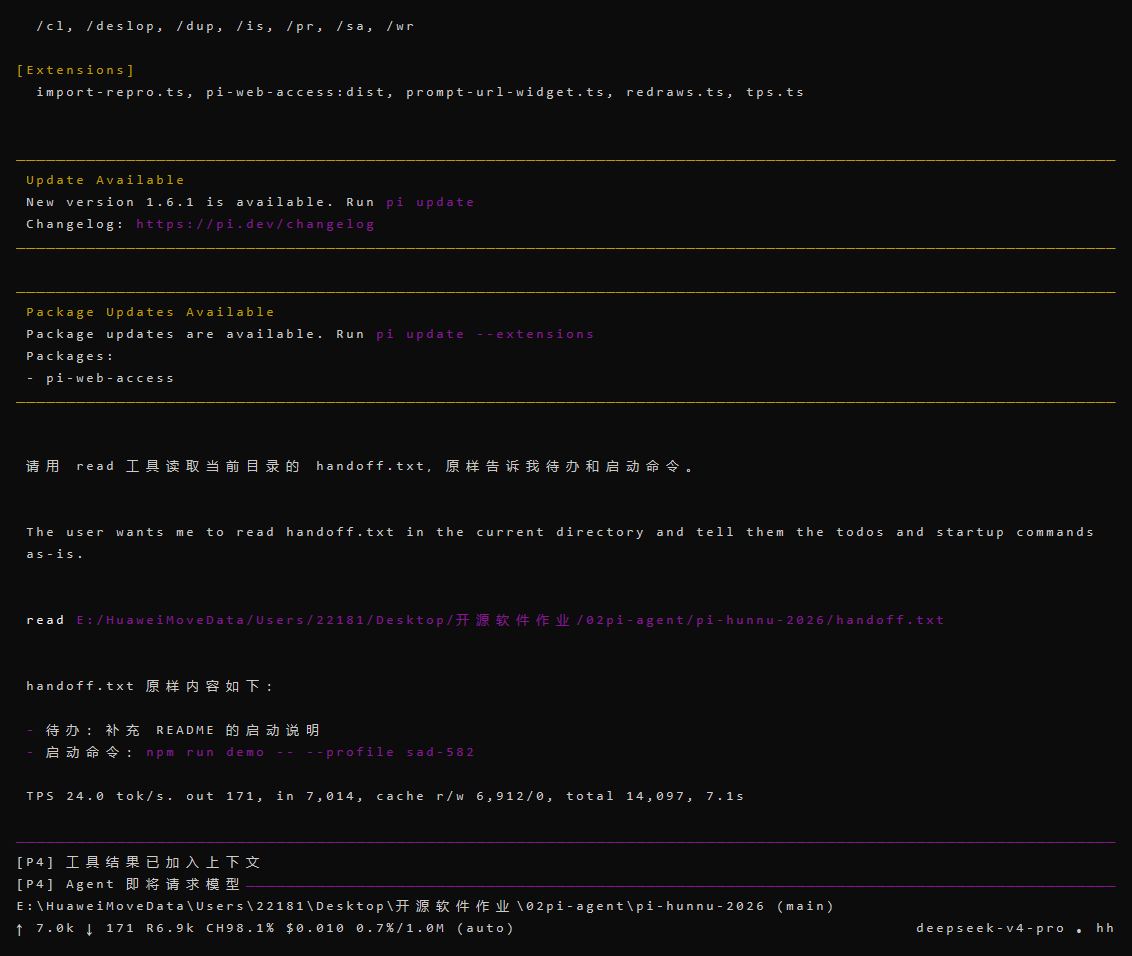 /cl, /deslop, /dup, /is, /pr, /sa, /wr
[Extensions]
import-repro.ts, pi-web-access:dist, prompt-url-widget.ts, redraws.ts, tps.ts
Update Available
New version 1.6.1 is available. Run pi update
Changelog: https://pi.dev/changelog
Package Updates Available
Package updates are available. Run pi update --extensions
Packages:
- pi-web-access
请用 read 工具读取当前目录的 handoff.txt，原样告诉我待办和启动命令。
The user wants me to read handoff.txt in the current directory and tell them the todos and startup commands
as-is.
read E:/HuaweiMoveData/Users/22181/Desktop/开源软件作业/02pi-agent/pi-hunnu-2026/handoff.txt
handoff.txt 原样内容如下：
- 待办：补充 README 的启动说明
- 启动命令：npm run demo -- --profile sad-582
TPS 24.0 tok/s. out 171, in 7,014, cache r/w 6,912/0, total 14,097, 7.1s
[P4] 工具结果已加入上下文
[P4] Agent 即将请求模型
E:\HuaweiMoveData\Users\22181\Desktop\开源软件作业\02pi-agent\pi-hunnu-2026 (main)
↑ 7.0k ↓ 171 R6.9k CH98.1% $0.010 0.7%/1.0M (auto) deepseek-v4-pro • hh